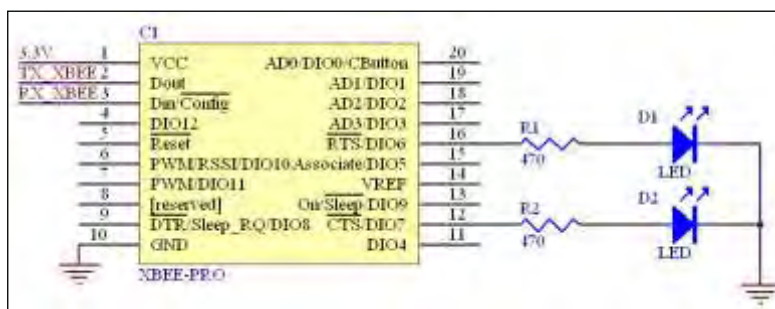 C1
3.3V 1 VCC AD0/DIO0/CButton 20
TX_XBEE 2 Dout AD1/DIO1 19
RX_XBEE 3 Din/Config AD2/DIO2 18
4 DIO12 AD3/DIO3 17
5 Reset RTS/DIO6 16
6 PWM/RSSI/DIO10 Associate/DIO5 15
7 PWM/DIO11 VREF 14
8 [reserved] On/Sleep-DIO9 13
9 DTR/Sleep_RQ/DIO8 CTS/DIO7 12
10 GND DIO4 11
XBEE-PRO
R1
470
D1
LED
R2
470
D2
LED